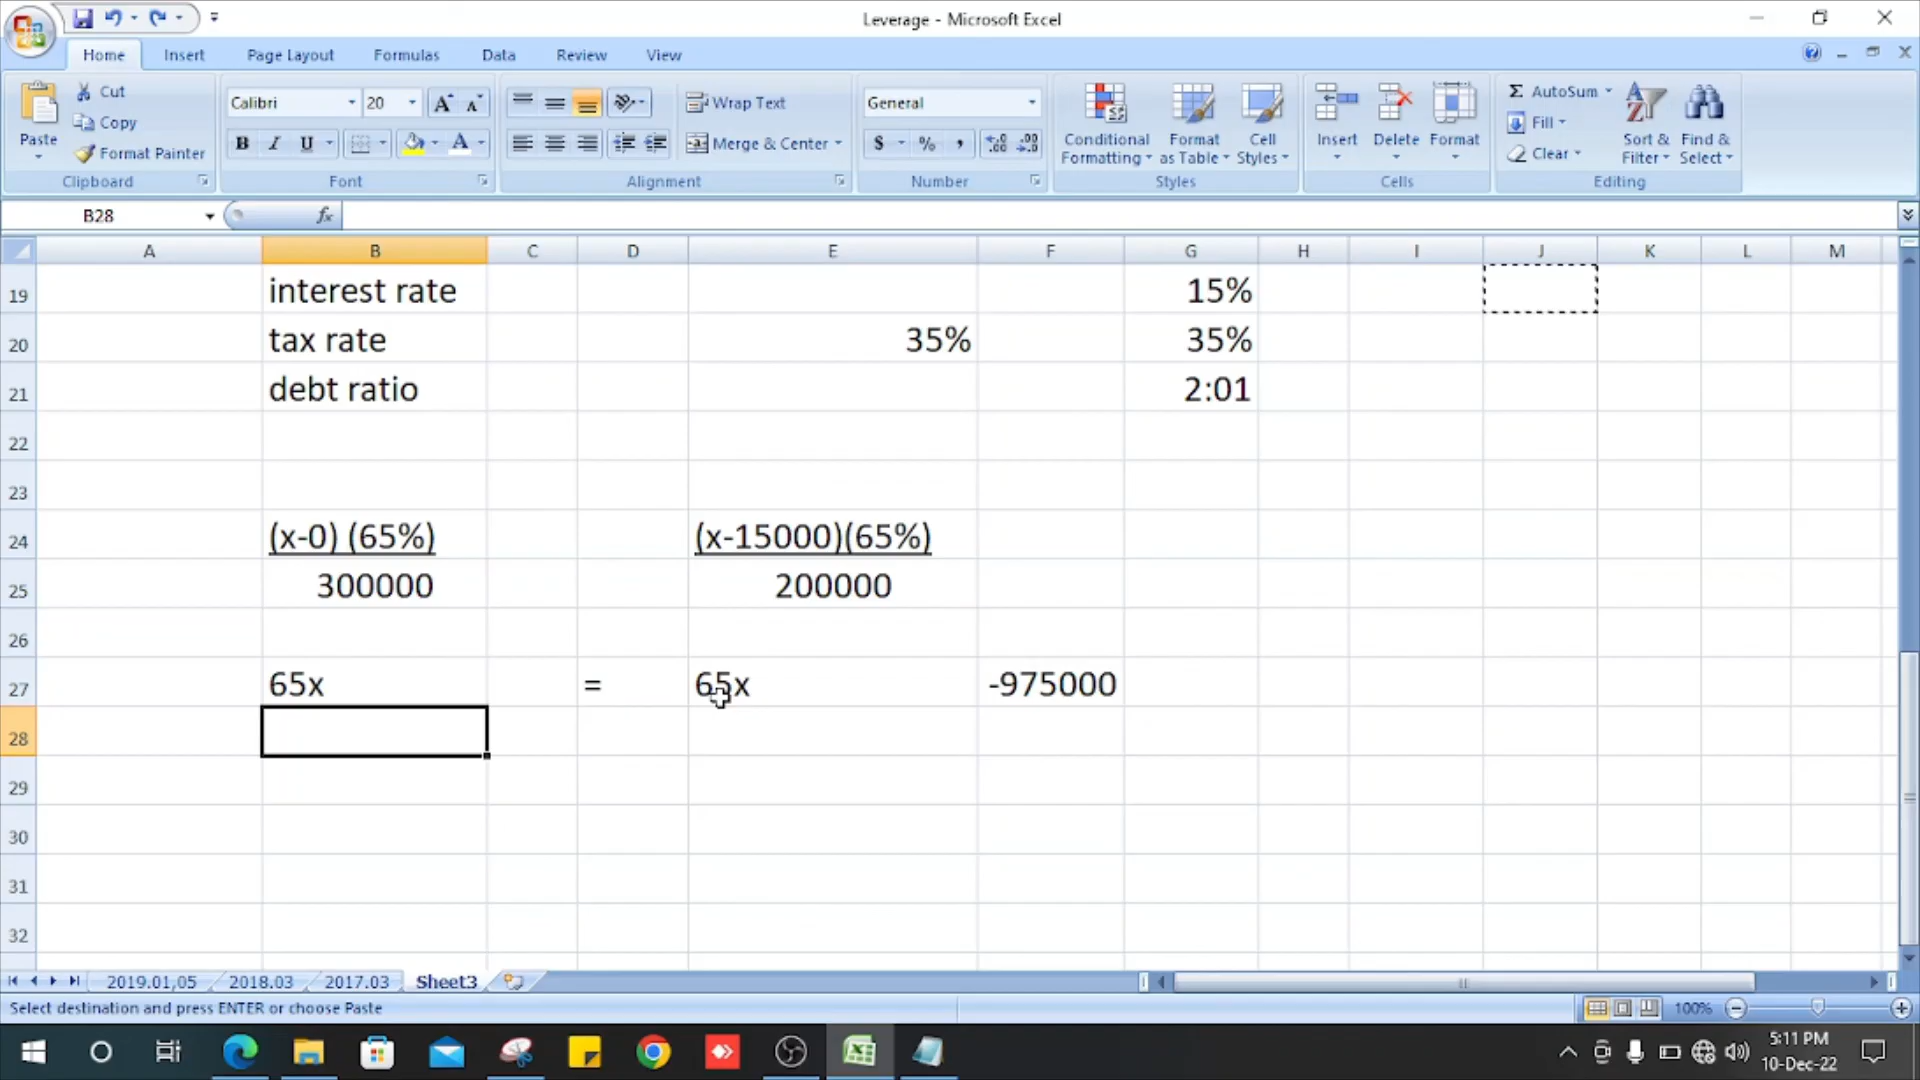 Leverage - Microsoft Excel
Home Insert Page Layout Formulas Data Review View
Paste Cut Copy Format Painter
Calibri 20
B I U
Wrap Text
Merge & Center
General
$ % ,
Conditional Formatting Format as Table Cell Styles
Insert Delete Format
Σ AutoSum
Fill
Clear
Sort & Filter Find & Select
Clipboard Font Alignment Number Styles Cells Editing
B28 fx
A B C D E F G H I J K L M
19 interest rate 15%
20 tax rate 35% 35%
21 debt ratio 2:01
22
23
24 (x-0) (65%) (x-15000)(65%)
25 300000 200000
26
27 65x = 65x -975000
28
29
30
31
32
2019.01,05 2018.03 2017.03 Sheet3
Select destination and press ENTER or choose Paste 100%
5:11 PM
10-Dec-22